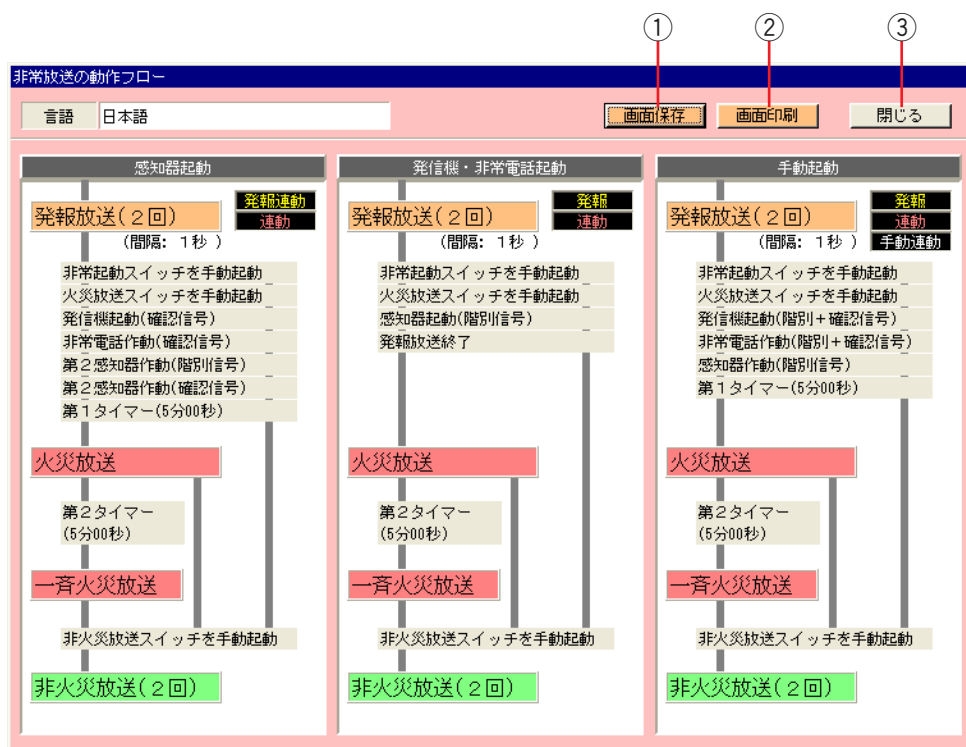 ① ② ③
非常放送の動作フロー
言語 日本語 画面保存 画面印刷 閉じる
感知器起動
発報放送(２回) 発報連動
連動
(間隔: 1秒 )
非常起動スイッチを手動起動
火災放送スイッチを手動起動
発信機起動(確認信号)
非常電話作動(確認信号)
第２感知器作動(階別信号)
第２感知器作動(確認信号)
第１タイマー(5分00秒)
火災放送
第２タイマー
(5分00秒)
一斉火災放送
非火災放送スイッチを手動起動
非火災放送(２回)
発信機・非常電話起動
発報放送(２回) 発報
連動
(間隔: 1秒 )
非常起動スイッチを手動起動
火災放送スイッチを手動起動
感知器起動(階別信号)
発報放送終了
火災放送
第２タイマー
(5分00秒)
一斉火災放送
非火災放送スイッチを手動起動
非火災放送(２回)
手動起動
発報放送(２回) 発報
連動
(間隔: 1秒 ) 手動連動
非常起動スイッチを手動起動
火災放送スイッチを手動起動
発信機起動(階別＋確認信号)
非常電話作動(階別＋確認信号)
感知器起動(階別信号)
第１タイマー(5分00秒)
火災放送
第２タイマー
(5分00秒)
一斉火災放送
非火災放送スイッチを手動起動
非火災放送(２回)